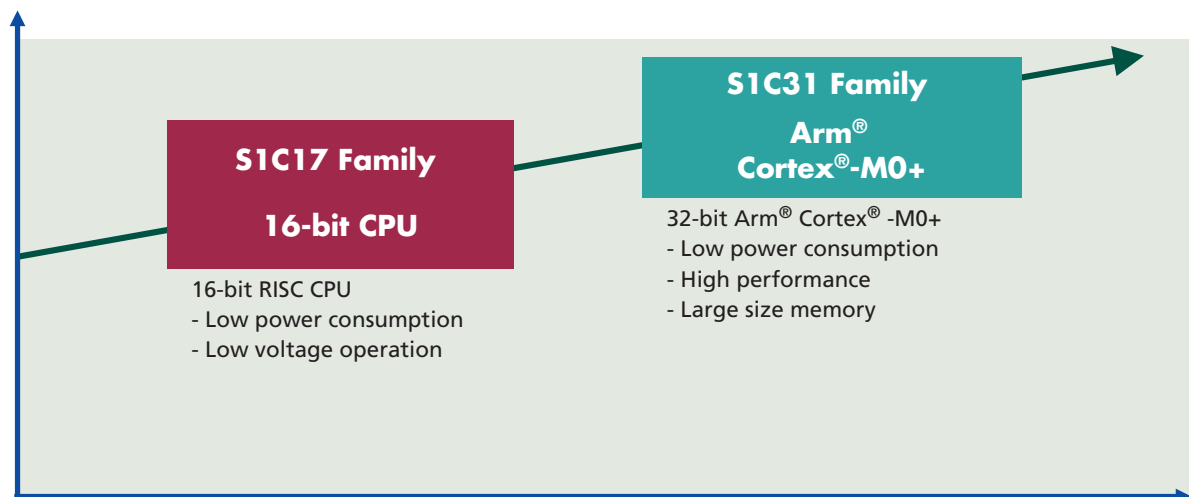 S1C17 Family
16-bit CPU
16-bit RISC CPU
- Low power consumption
- Low voltage operation
S1C31 Family
Arm®
Cortex®-M0+
32-bit Arm® Cortex® -M0+
- Low power consumption
- High performance
- Large size memory